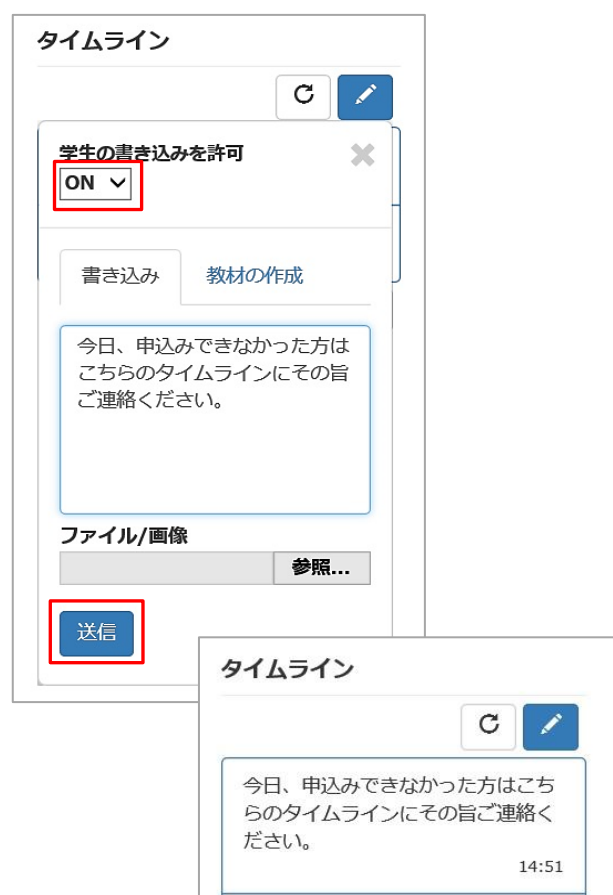 タイムライン
学生の書き込みを許可
ON
書き込み 教材の作成
今日、申込みできなかった方は
こちらのタイムラインにその旨
ご連絡ください。
ファイル/画像
参照...
送信
タイムライン
今日、申込みできなかった方はこち
らのタイムラインにその旨ご連絡く
ださい。
14:51